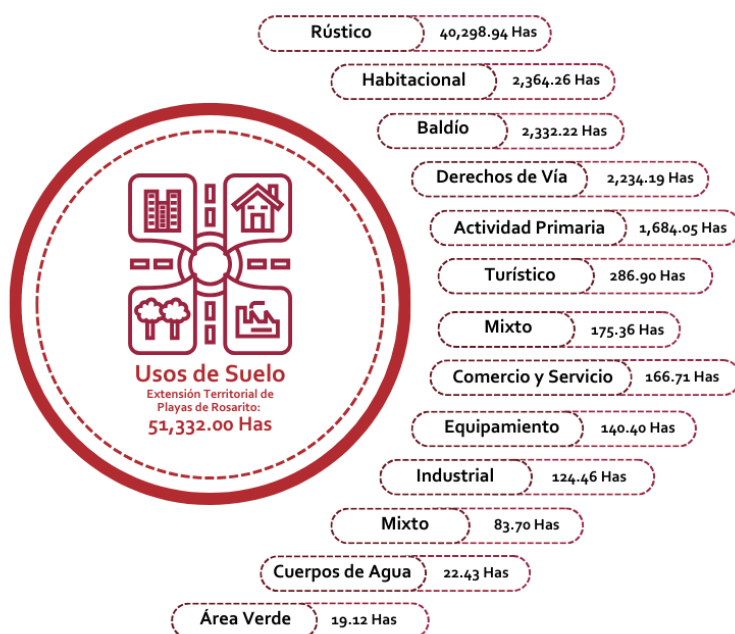 Rústico 40,298.94 Has
Habitacional 2,364.26 Has
Baldío 2,332.22 Has
Derechos de Vía 2,234.19 Has
Actividad Primaria 1,684.05 Has
Turístico 286.90 Has
Mixto 175.36 Has
Comercio y Servicio 166.71 Has
Equipamiento 140.40 Has
Industrial 124.46 Has
Mixto 83.70 Has
Cuerpos de Agua 22.43 Has
Área Verde 19.12 Has
Usos de Suelo
Extensión Territorial de
Playas de Rosarito:
51,332.00 Has